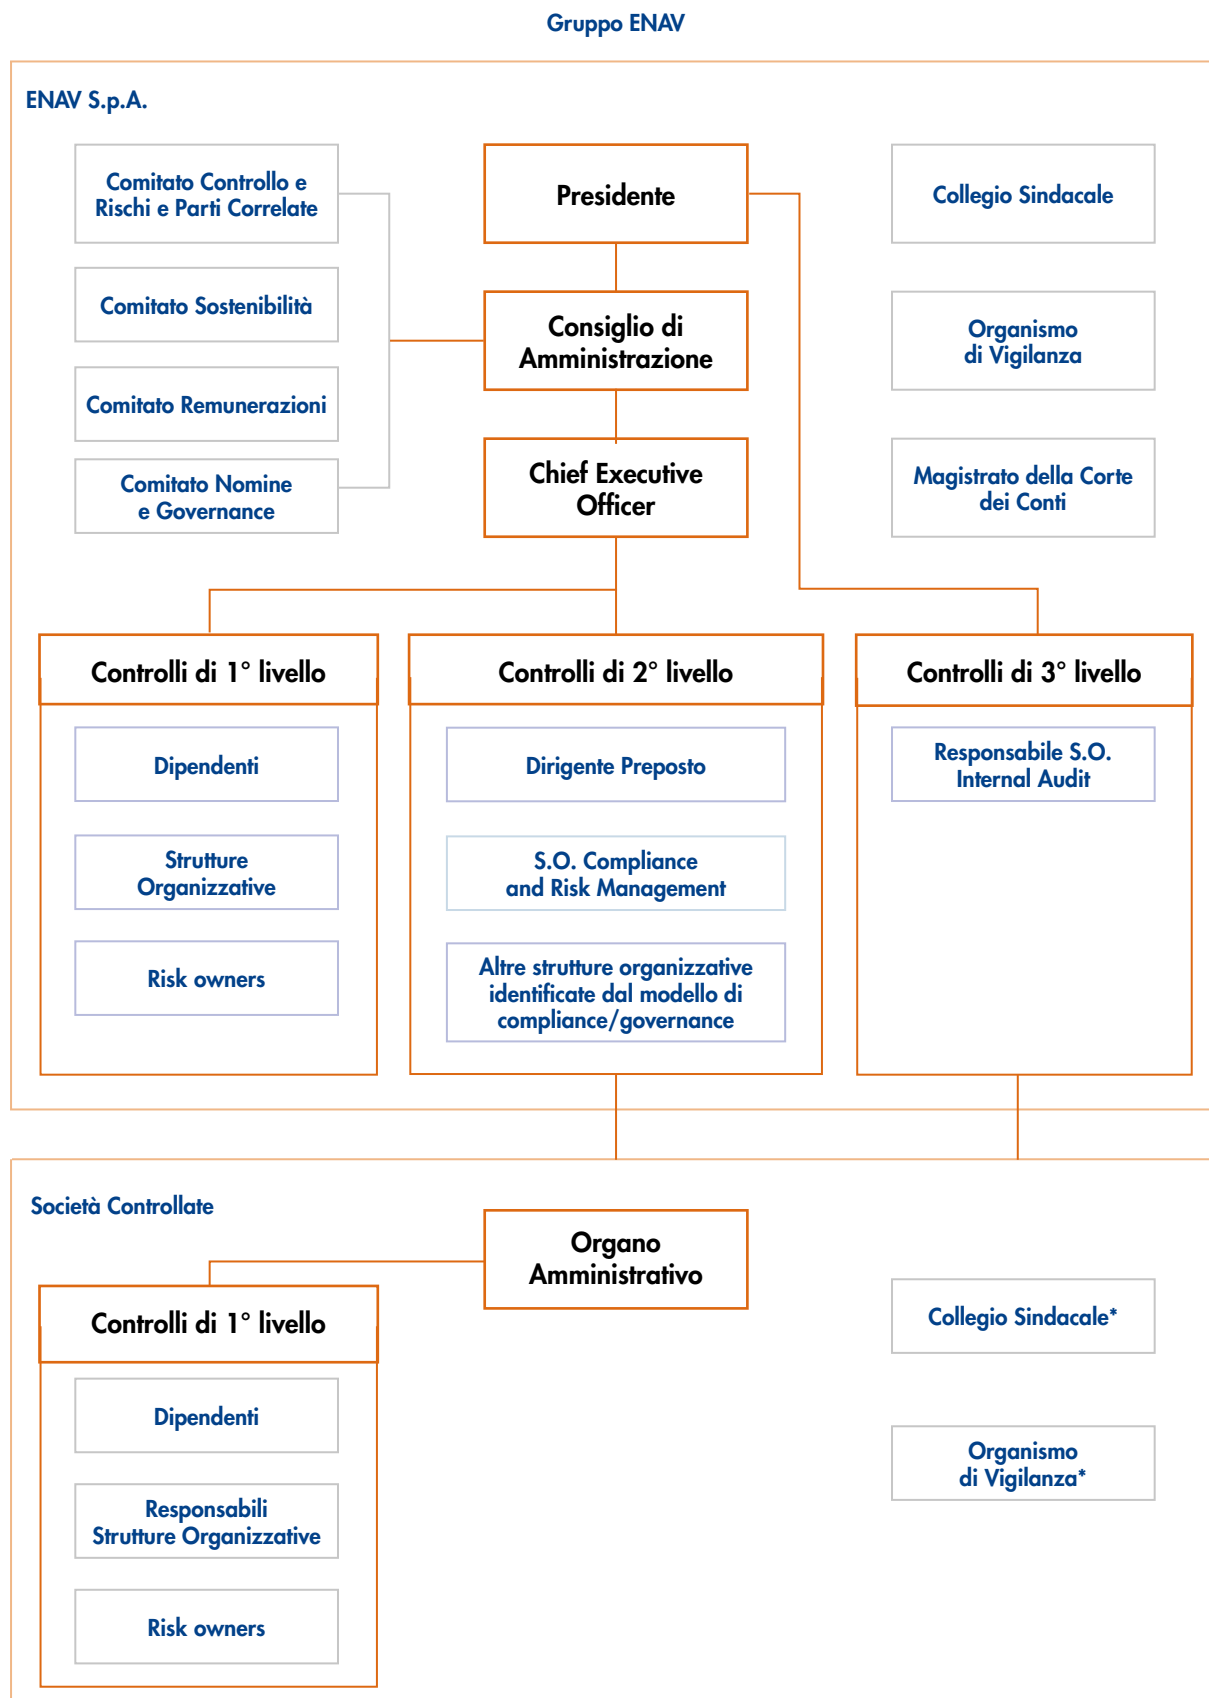 Gruppo ENAV
ENAV S.p.A.
Comitato Controllo e
Rischi e Parti Correlate
Comitato Sostenibilità
Comitato Remunerazioni
Comitato Nomine
e Governance
Presidente
Consiglio di
Amministrazione
Chief Executive
Officer
Collegio Sindacale
Organismo
di Vigilanza
Magistrato della Corte
dei Conti
Controlli di 1° livello
Dipendenti
Strutture
Organizzative
Risk owners
Controlli di 2° livello
Dirigente Preposto
S.O. Compliance
and Risk Management
Altre strutture organizzative
identificate dal modello di
compliance/governance
Controlli di 3° livello
Responsabile S.O.
Internal Audit
Società Controllate
Organo
Amministrativo
Controlli di 1° livello
Dipendenti
Responsabili
Strutture Organizzative
Risk owners
Collegio Sindacale*
Organismo
di Vigilanza*